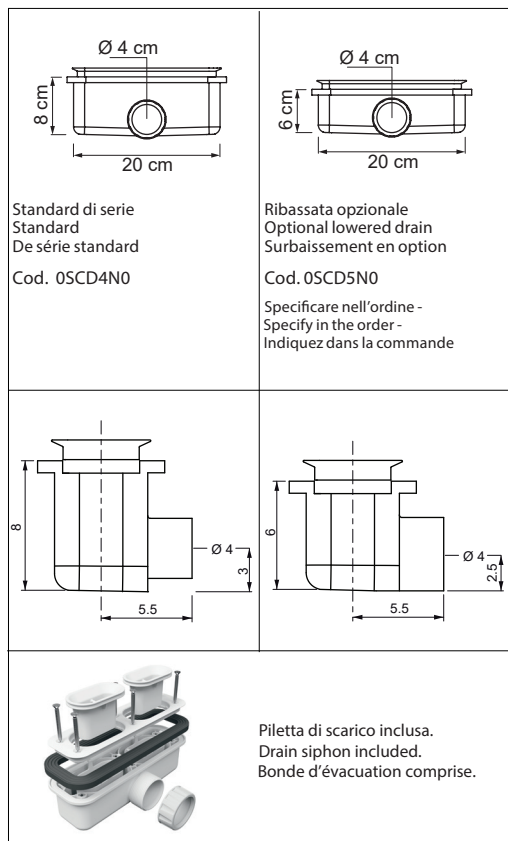 Ø 4 cm
8 cm
20 cm
Standard di serie
Standard
De série standard
Cod. 0SCD4N0
Ø 4 cm
6 cm
20 cm
Ribassata opzionale
Optional lowered drain
Surbaissement en option
Cod. 0SCD5N0
Specificare nell’ordine -
Specify in the order -
Indiquez dans la commande
8
Ø 4
3
5.5
6
Ø 4
2.5
5.5
Piletta di scarico inclusa.
Drain siphon included.
Bonde d’évacuation comprise.